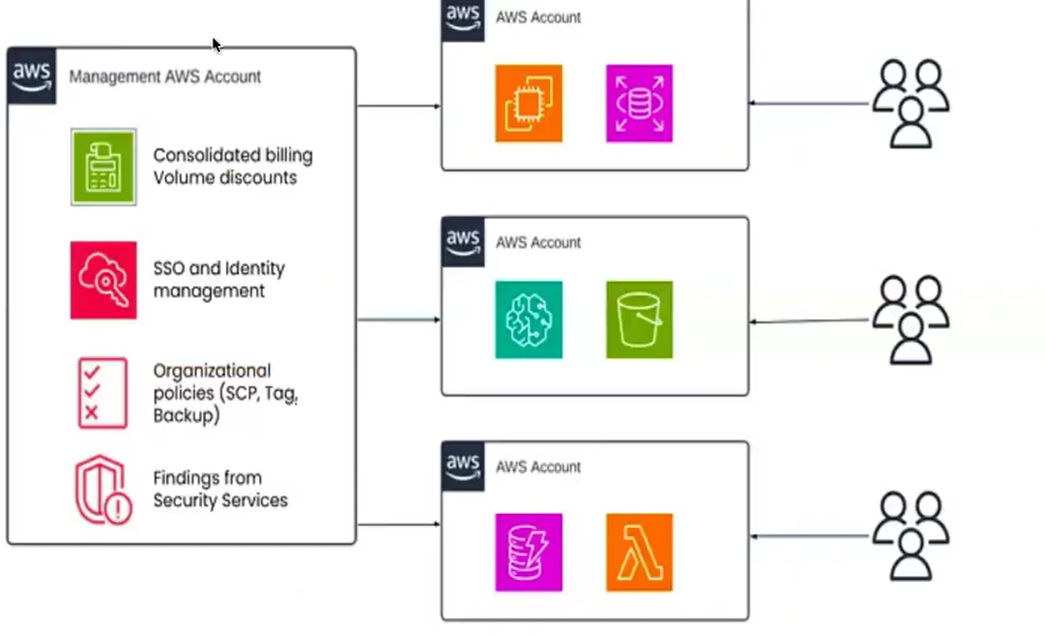 aws
Management AWS Account
Consolidated billing
Volume discounts
SSO and Identity
management
Organizational
policies (SCP, Tag,
Backup)
Findings from
Security Services
aws
AWS Account
aws
AWS Account
aws
AWS Account